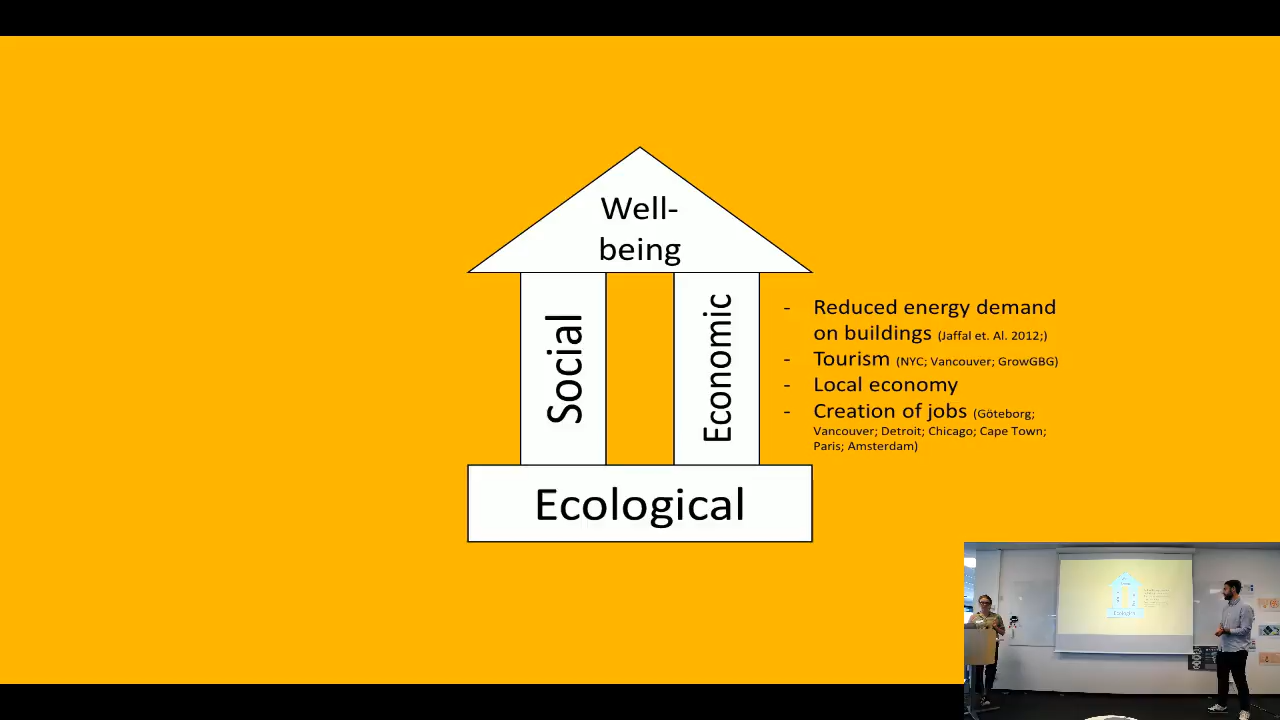 Well-
being
Social
Economic
Ecological
- Reduced energy demand
on buildings (Jaffal et. Al. 2012;)
- Tourism (NYC; Vancouver; GrowGBG)
- Local economy
- Creation of jobs (Göteborg;
Vancouver; Detroit; Chicago; Cape Town;
Paris; Amsterdam)